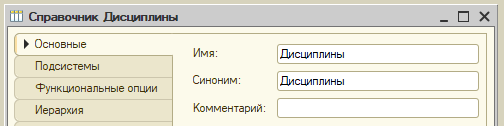 Справочник Дисциплины
Основные
Подсистемы
Функциональные опции
Иерархия
Имя: Дисциплины
Синоним: Дисциплины
Комментарий: